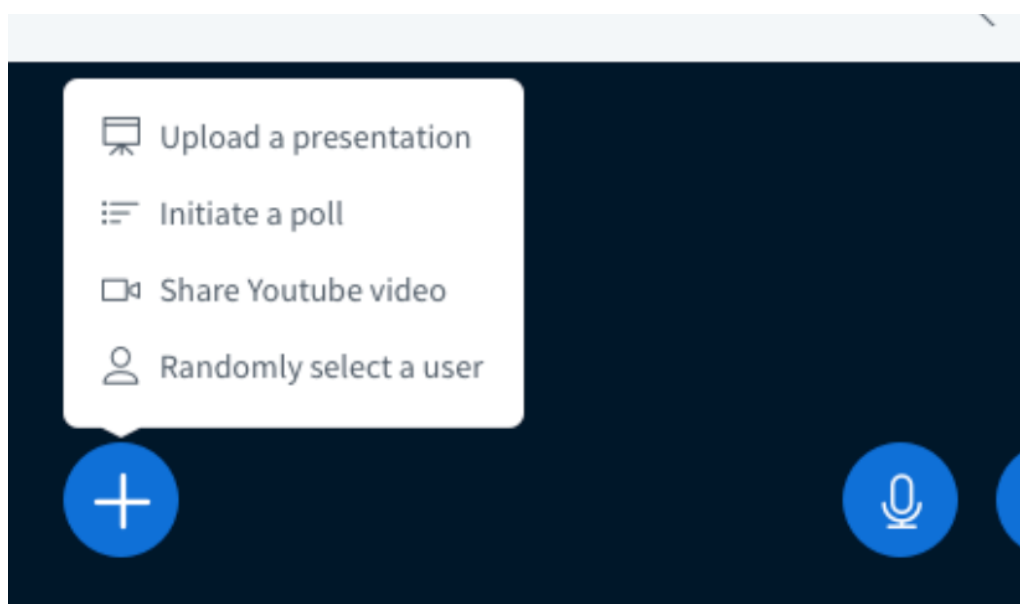 Upload a presentation
Initiate a poll
Share Youtube video
Randomly select a user